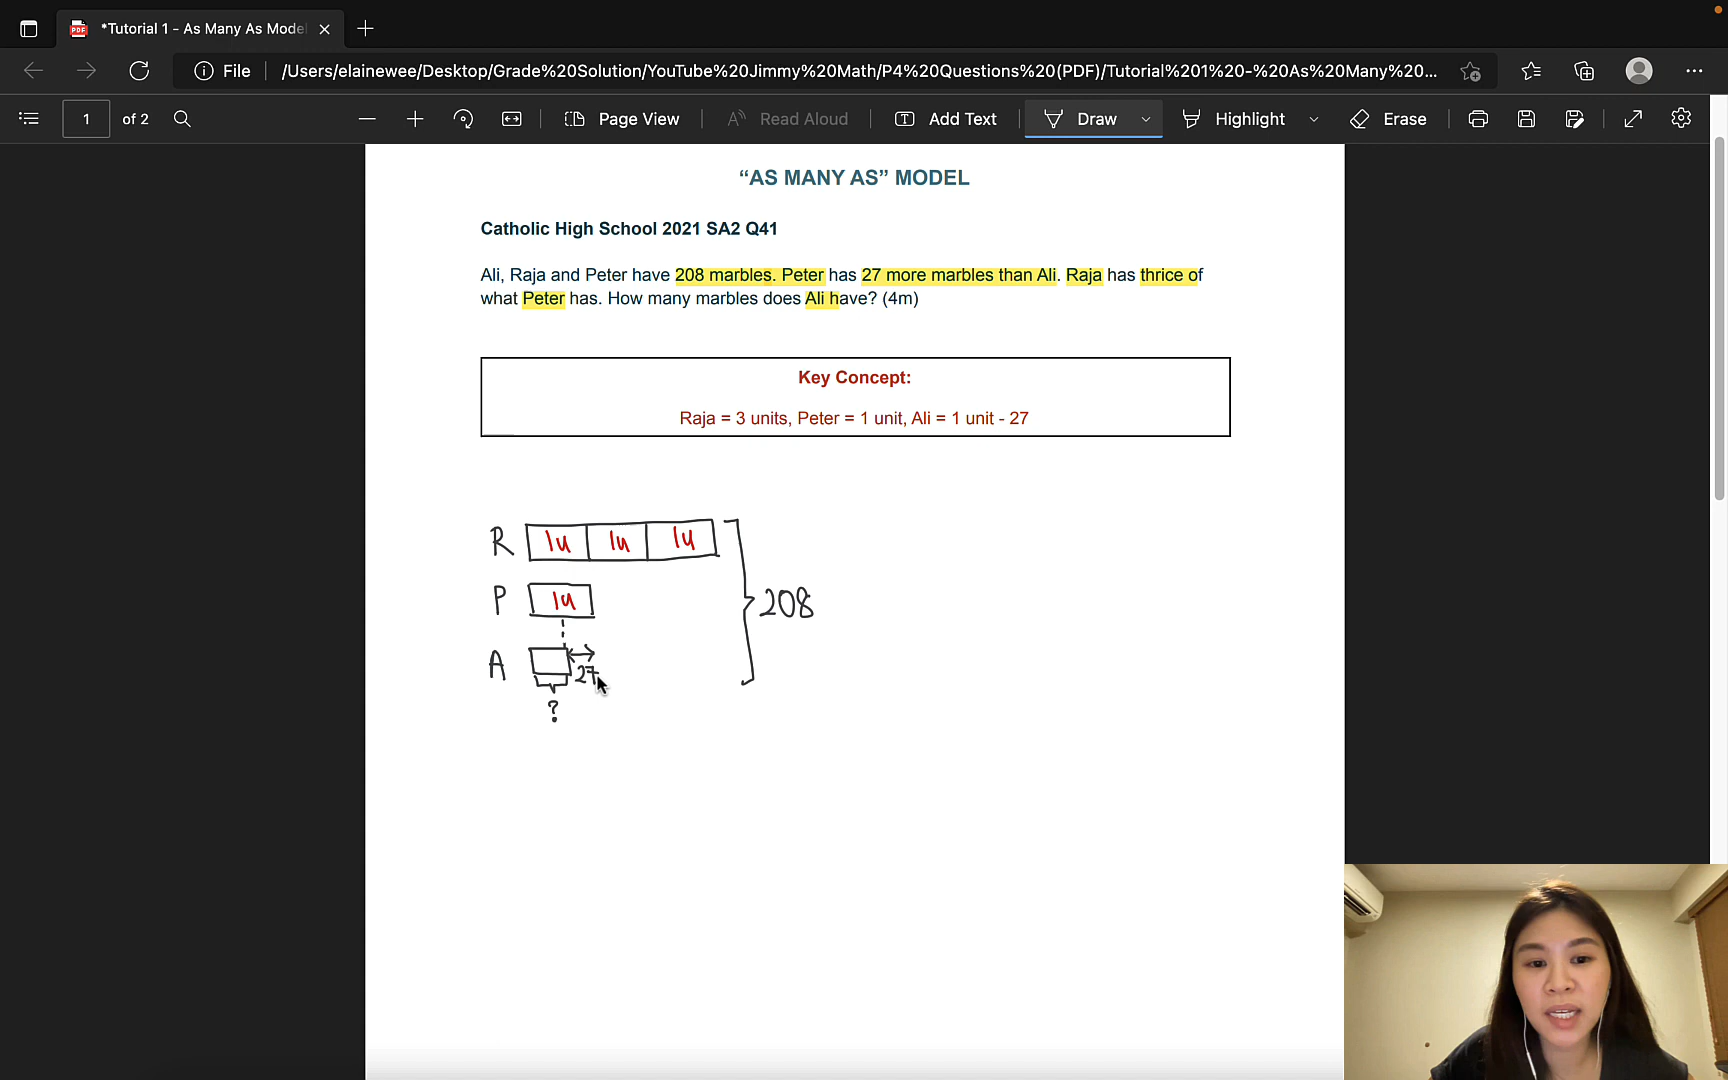 *Tutorial 1 - As Many As Mode
File
/Users/elainewee/Desktop/Grade%20Solution/YouTube%20Jimmy%20Math/P4%20Questions%20(PDF)/Tutorial%201%20-%20As%20Many%20...
1 of 2
Page View
Read Aloud
Add Text
Draw
Highlight
Erase
“AS MANY AS” MODEL
Catholic High School 2021 SA2 Q41
Ali, Raja and Peter have 208 marbles. Peter has 27 more marbles than Ali. Raja has thrice of
what Peter has. How many marbles does Ali have? (4m)
Key Concept:
Raja = 3 units, Peter = 1 unit, Ali = 1 unit - 27
R 1u 1u 1u
P 1u
208
A
27
?